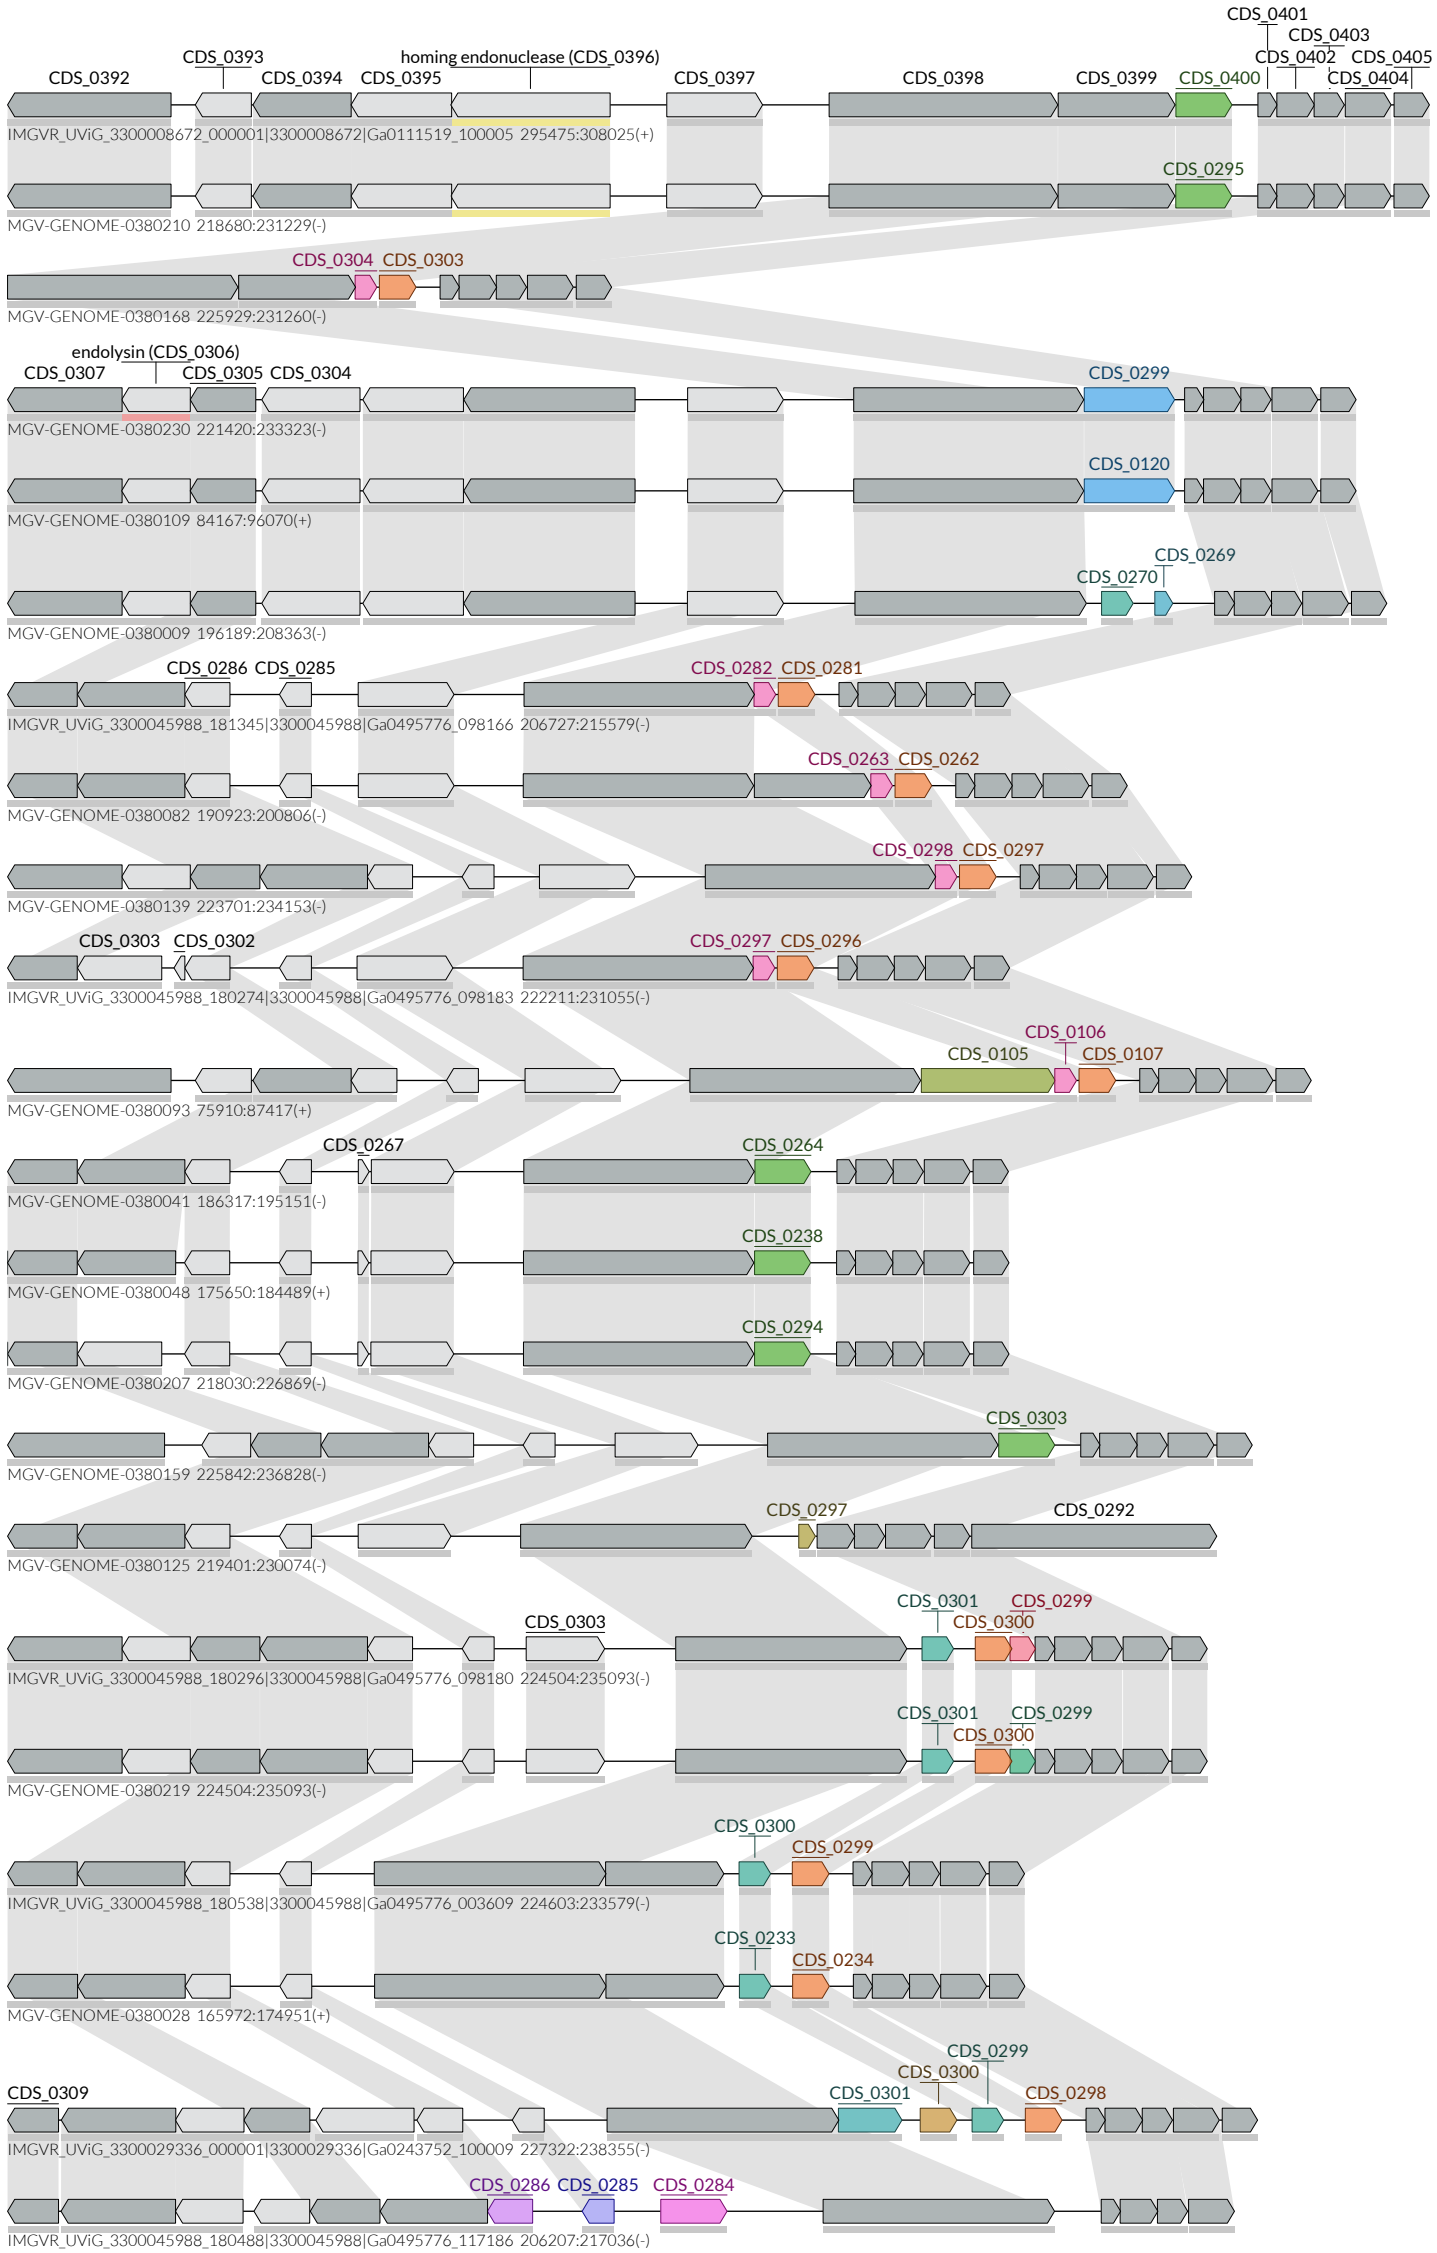 CDS_0401
CDS_0403
CDS_0393 homing endonuclease (CDS_0396) CDS_0402 CDS_0405
CDS_0392 CDS_0394 CDS_0395 CDS_0397 CDS_0398 CDS_0399 CDS_0400 CDS_0404
IMGVR_UViG_3300008672_000001|3300008672|Ga0111519_100005 295475:308025(+)
CDS_0295
MGV-GENOME-0380210 218680:231229(-)
CDS_0304 CDS_0303
MGV-GENOME-0380168 225929:231260(-)
endolysin (CDS_0306)
CDS_0307 CDS_0305 CDS_0304 CDS_0299
MGV-GENOME-0380230 221420:233323(-)
CDS_0120
MGV-GENOME-0380109 84167:96070(+)
CDS_0269
CDS_0270
MGV-GENOME-0380009 196189:208363(-)
CDS_0286 CDS_0285 CDS_0282 CDS_0281
IMGVR_UViG_3300045988_181345|3300045988|Ga0495776_098166 206727:215579(-)
CDS_0263 CDS_0262
MGV-GENOME-0380082 190923:200806(-)
CDS_0298 CDS_0297
MGV-GENOME-0380139 223701:234153(-)
CDS_0303 CDS_0302 CDS_0297 CDS_0296
IMGVR_UViG_3300045988_180274|3300045988|Ga0495776_098183 222211:231055(-)
CDS_0106
CDS_0105 CDS_0107
MGV-GENOME-0380093 75910:87417(+)
CDS_0267 CDS_0264
MGV-GENOME-0380041 186317:195151(-)
CDS_0238
MGV-GENOME-0380048 175650:184489(+)
CDS_0294
MGV-GENOME-0380207 218030:226869(-)
CDS_0303
MGV-GENOME-0380159 225842:236828(-)
CDS_0297 CDS_0292
MGV-GENOME-0380125 219401:230074(-)
CDS_0301 CDS_0299
CDS_0303 CDS_0300
IMGVR_UViG_3300045988_180296|3300045988|Ga0495776_098180 224504:235093(-)
CDS_0301 CDS_0299
CDS_0300
MGV-GENOME-0380219 224504:235093(-)
CDS_0300
CDS_0299
IMGVR_UViG_3300045988_180538|3300045988|Ga0495776_003609 224603:233579(-)
CDS_0233
CDS_0234
MGV-GENOME-0380028 165972:174951(+)
CDS_0299
CDS_0300
CDS_0309 CDS_0301 CDS_0298
IMGVR_UViG_3300029336_000001|3300029336|Ga0243752_100009 227322:238355(-)
CDS_0286 CDS_0285 CDS_0284
IMGVR_UViG_3300045988_180488|3300045988|Ga0495776_117186 206207:217036(-)